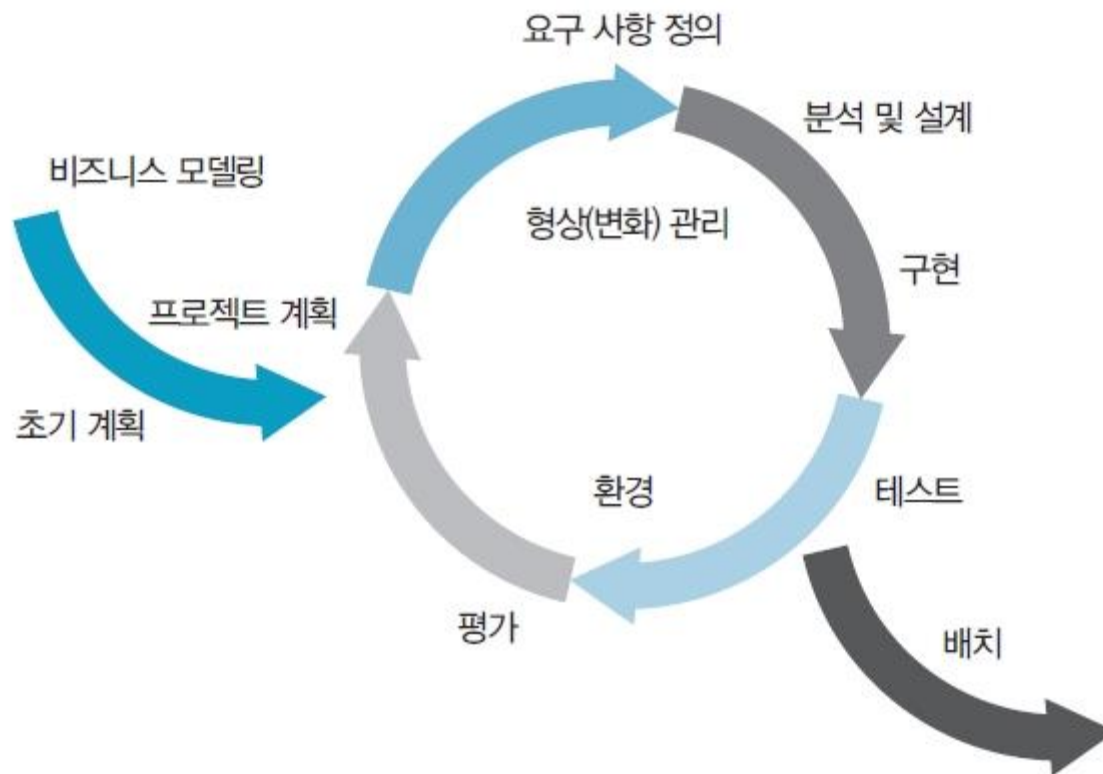 요구 사항 정의
분석 및 설계
비즈니스 모델링
형상(변화) 관리
구현
프로젝트 계획
초기 계획
환경
테스트
평가
배치